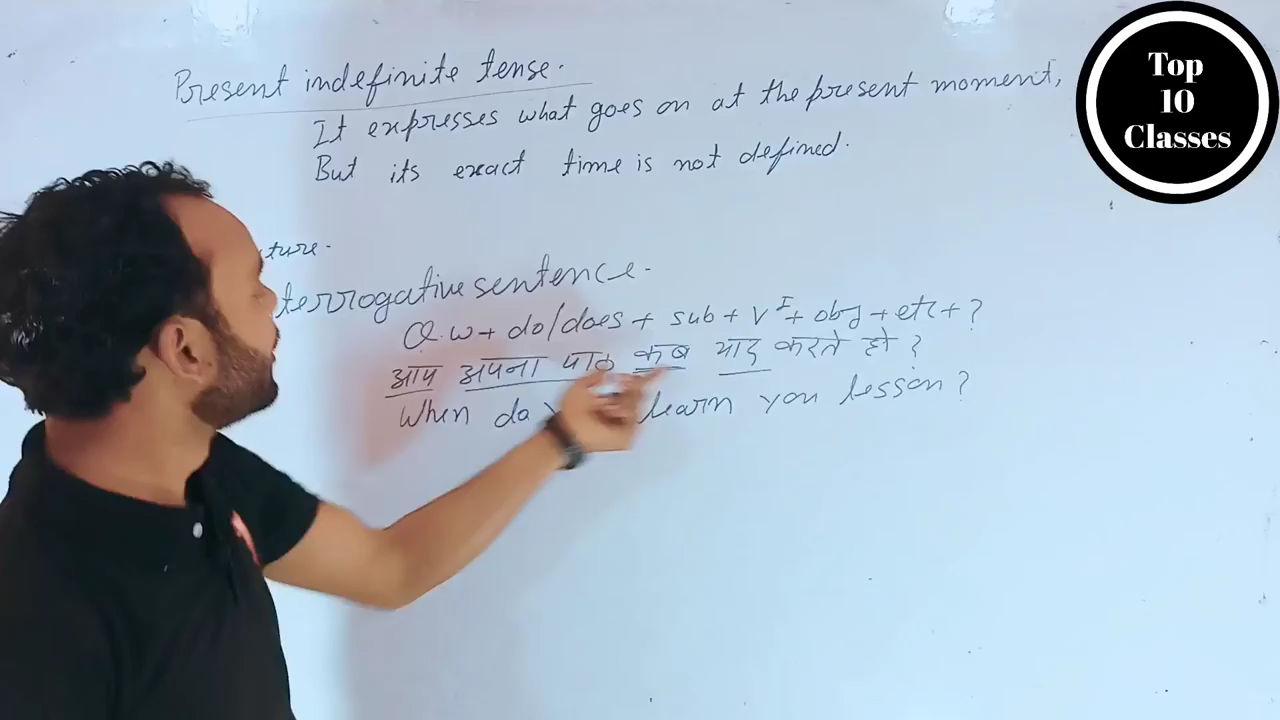 Present indefinite tense.
It expresses what goes on at the present moment,
But its exact time is not defined.
cture.
terrogative sentence.
Q.w+ do/does + sub + V I + obj + etc + ?
आप अपना पाठ कब याद करते हो ?
When do learn you lesson ?
Top
10
Classes